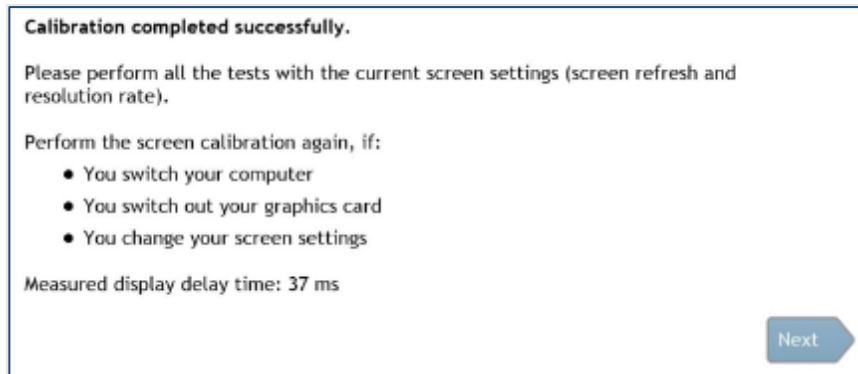 Calibration completed successfully.
Please perform all the tests with the current screen settings (screen refresh and
resolution rate).
Perform the screen calibration again, if:
● You switch your computer
● You switch out your graphics card
● You change your screen settings
Measured display delay time: 37 ms
Next